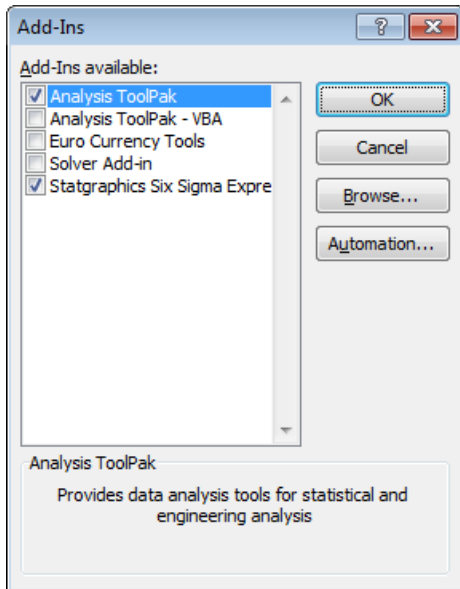 Add-Ins
?
Add-Ins available:
Analysis ToolPak
Analysis ToolPak - VBA
Euro Currency Tools
Solver Add-in
Statgraphics Six Sigma Expre
OK
Cancel
Browse...
Automation...
Analysis ToolPak
Provides data analysis tools for statistical and
engineering analysis